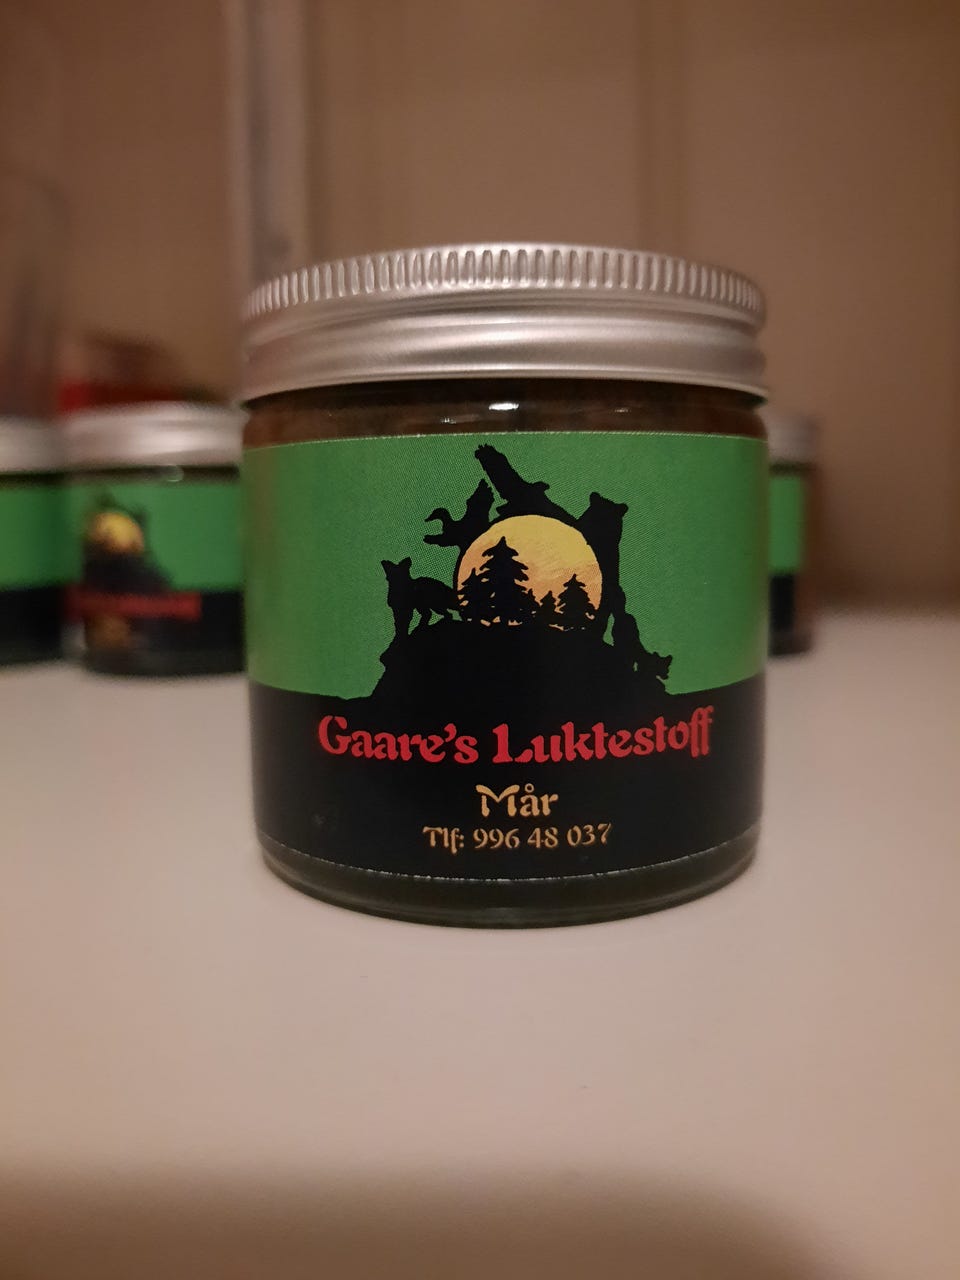 Gaare's Luktestoff
Mår
Tlf: 996 48 037